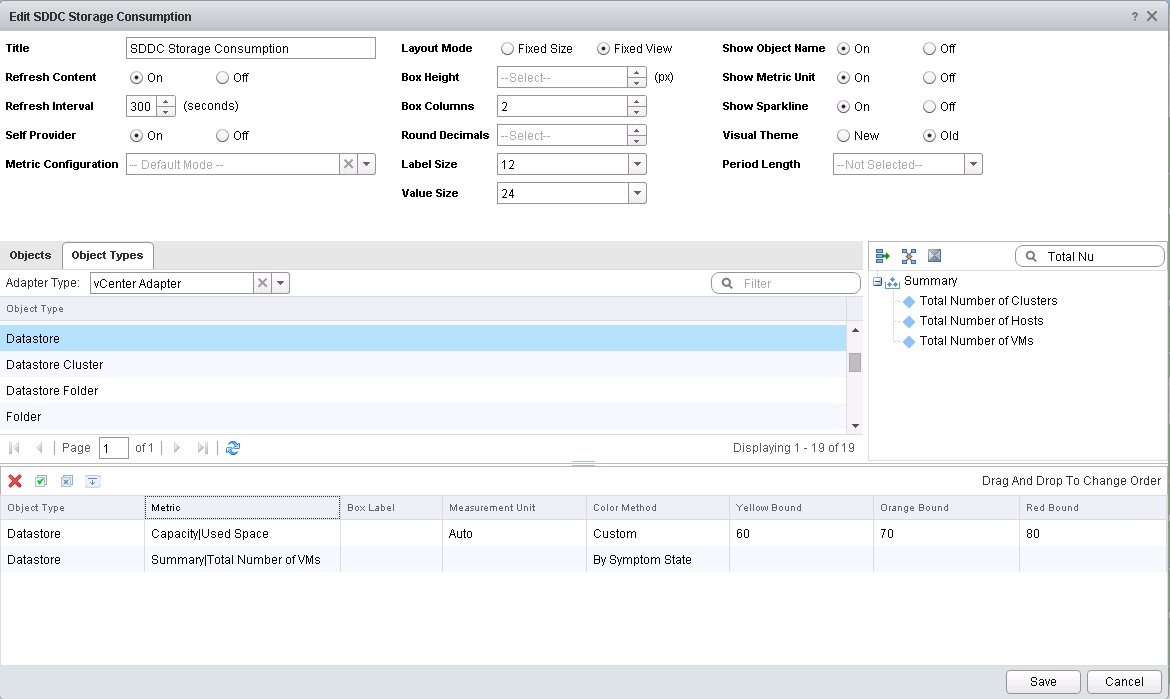 Edit SDDC Storage Consumption ?
Title SDDC Storage Consumption Layout Mode Fixed Size Fixed View Show Object Name On Off
Refresh Content On Off Box Height --Select-- (px) Show Metric Unit On Off
Refresh Interval 300 (seconds) Box Columns 2 Show Sparkline On Off
Self Provider On Off Round Decimals --Select-- Visual Theme New Old
Metric Configuration -- Default Mode -- Label Size 12 Period Length --Not Selected--
Value Size 24
Objects Object Types
Adapter Type: vCenter Adapter Filter
Object Type
Datastore
Datastore Cluster
Datastore Folder
Folder
Page 1 of 1 Displaying 1 - 19 of 19
Total Nu
Summary
Total Number of Clusters
Total Number of Hosts
Total Number of VMs
Drag And Drop To Change Order
Object Type Metric Box Label Measurement Unit Color Method Yellow Bound Orange Bound Red Bound
Datastore Capacity|Used Space Auto Custom 60 70 80
Datastore Summary|Total Number of VMs By Symptom State
Save Cancel